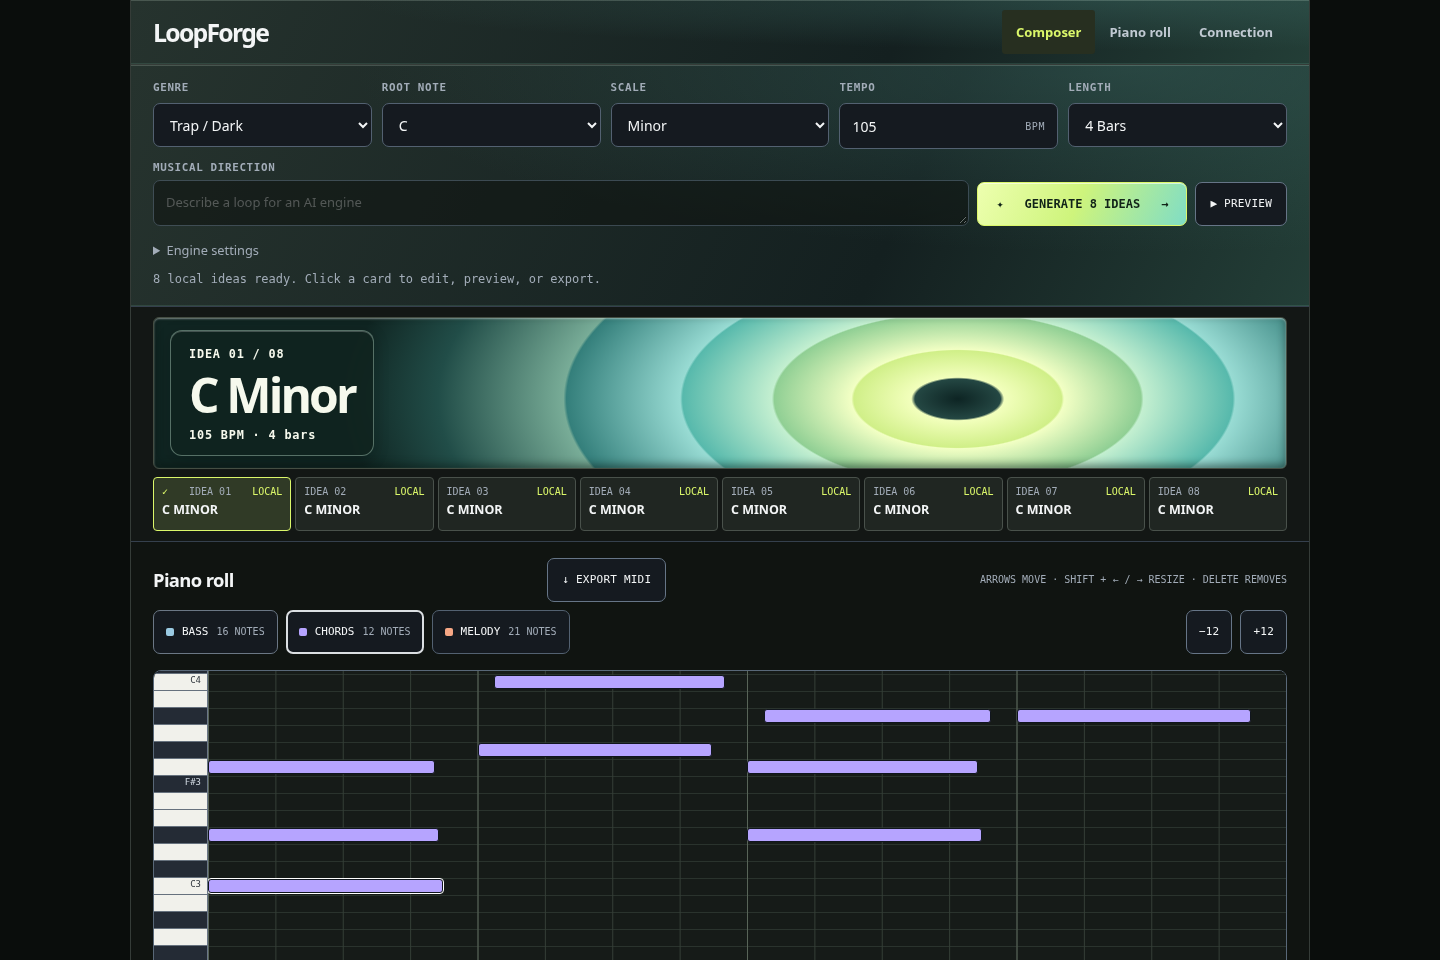 LoopForge
Composer Piano roll Connection
GENRE ROOT NOTE SCALE TEMPO LENGTH
Trap / Dark C Minor 105 BPM 4 Bars
MUSICAL DIRECTION
Describe a loop for an AI engine
✦ GENERATE 8 IDEAS →
▶ PREVIEW
▶ Engine settings
8 local ideas ready. Click a card to edit, preview, or export.
IDEA 01 / 08
C Minor
105 BPM · 4 bars
✓ IDEA 01 LOCAL
C MINOR
IDEA 02 LOCAL
C MINOR
IDEA 03 LOCAL
C MINOR
IDEA 04 LOCAL
C MINOR
IDEA 05 LOCAL
C MINOR
IDEA 06 LOCAL
C MINOR
IDEA 07 LOCAL
C MINOR
IDEA 08 LOCAL
C MINOR
Piano roll
↓ EXPORT MIDI
ARROWS MOVE · SHIFT + ← / → RESIZE · DELETE REMOVES
BASS 16 NOTES
CHORDS 12 NOTES
MELODY 21 NOTES
−12
+12
C4
F#3
C3